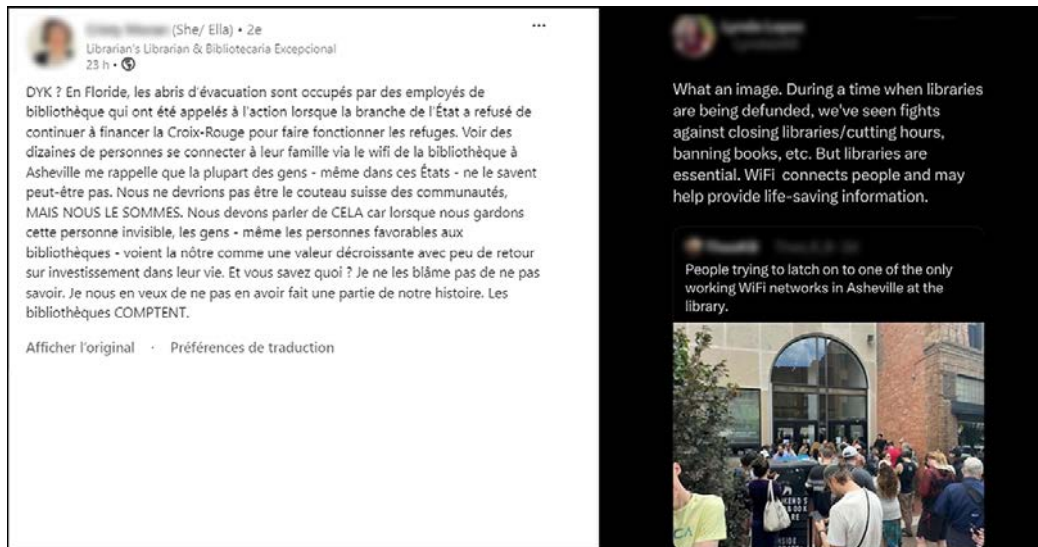 (She/ Ella) • 2e
Librarian's Librarian & Bibliotecaria Excepcional
23 h •
DYK ? En Floride, les abris d'évacuation sont occupés par des employés de
bibliothèque qui ont été appelés à l'action lorsque la branche de l'État a refusé de
continuer à financer la Croix-Rouge pour faire fonctionner les refuges. Voir des
dizaines de personnes se connecter à leur famille via le wifi de la bibliothèque à
Asheville me rappelle que la plupart des gens - même dans ces États - ne le savent
peut-être pas. Nous ne devrions pas être le couteau suisse des communautés,
MAIS NOUS LE SOMMES. Nous devons parler de CELA car lorsque nous gardons
cette personne invisible, les gens - même les personnes favorables aux
bibliothèques - voient la nôtre comme une valeur décroissante avec peu de retour
sur investissement dans leur vie. Et vous savez quoi ? Je ne les blâme pas de ne pas
savoir. Je nous en veux de ne pas en avoir fait une partie de notre histoire. Les
bibliothèques COMPTENT.
Afficher l'original · Préférences de traduction
What an image. During a time when libraries
are being defunded, we've seen fights
against closing libraries/cutting hours,
banning books, etc. But libraries are
essential. WiFi connects people and may
help provide life-saving information.
People trying to latch on to one of the only
working WiFi networks in Asheville at the
library.